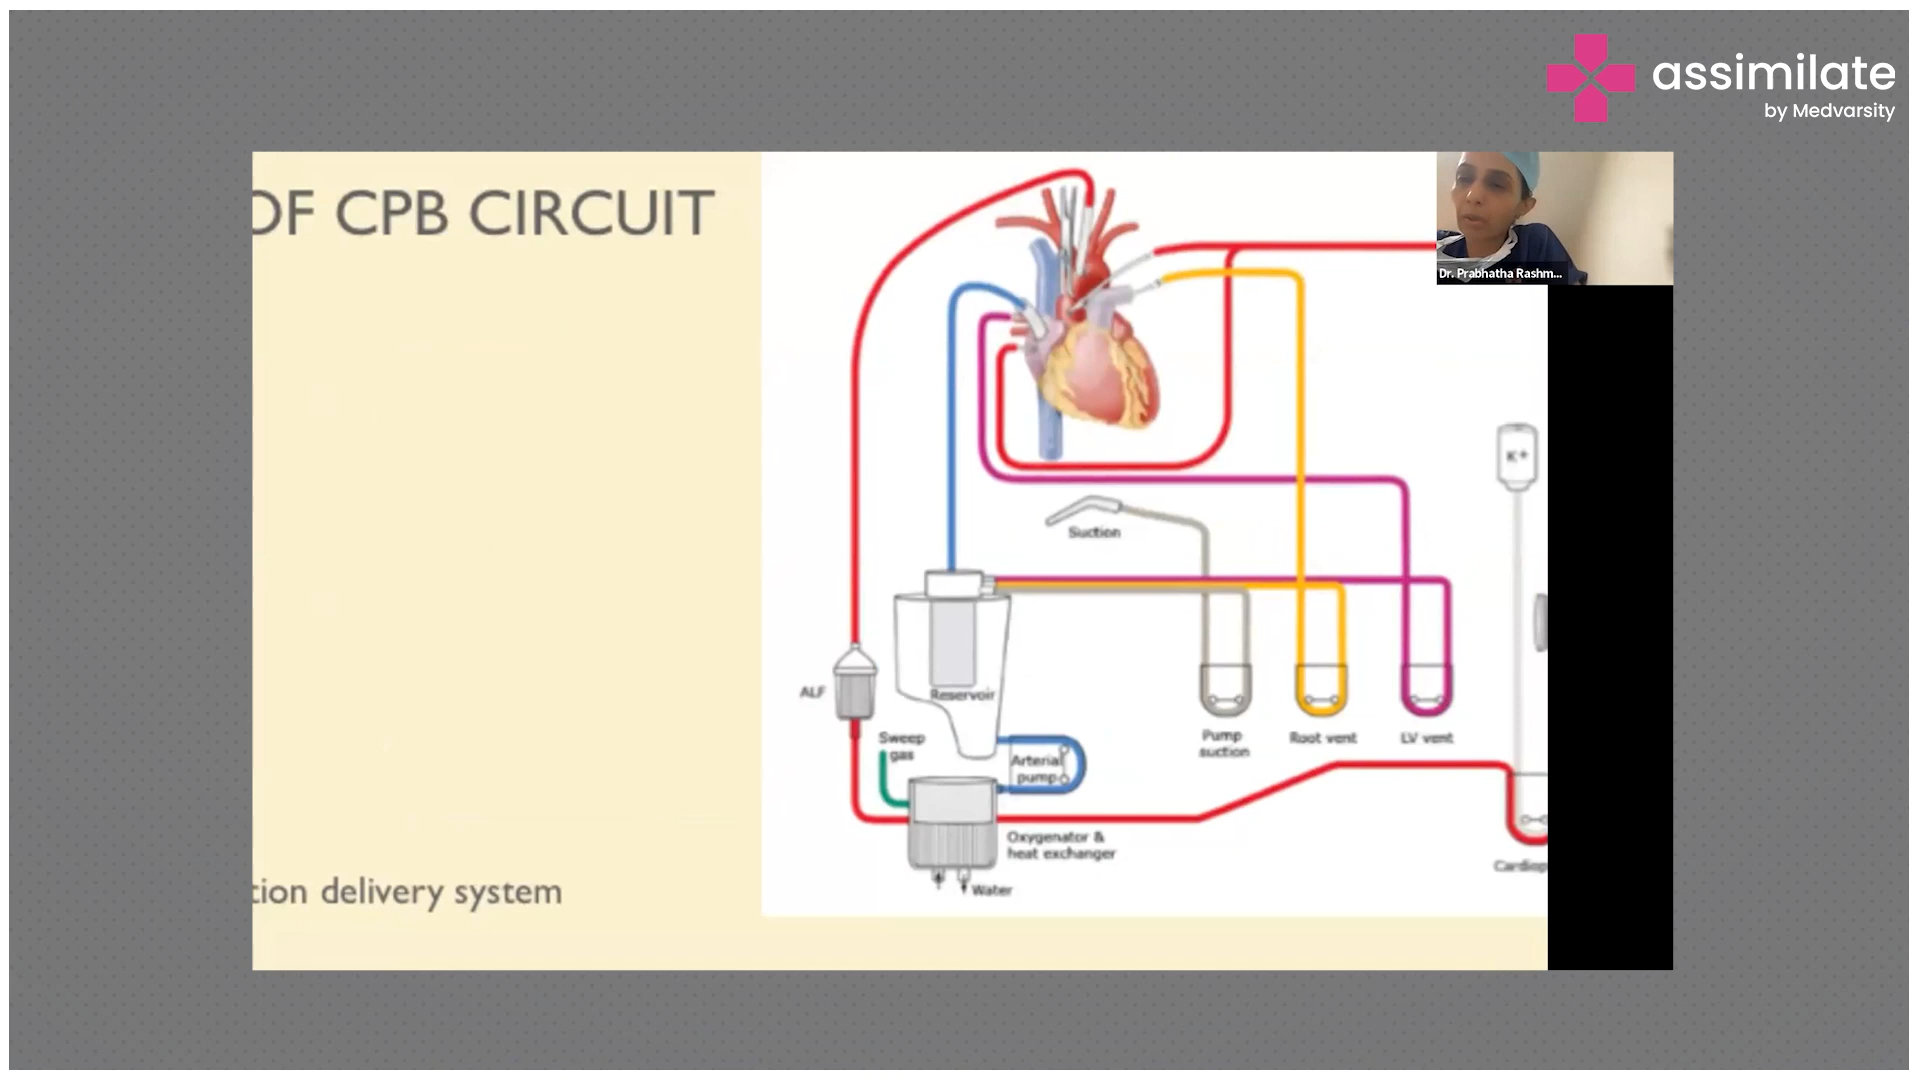 assimilate
by Medvarsity
OF CPB CIRCUIT
Dr. Prabhatha Rashm...
K+
Suction
ALF
Reservoir
Sweep
gas
Arterial
pump
Pump
suction
Root vent
LV vent
Oxygenator &
heat exchanger
Cardiop
Water
tion delivery system